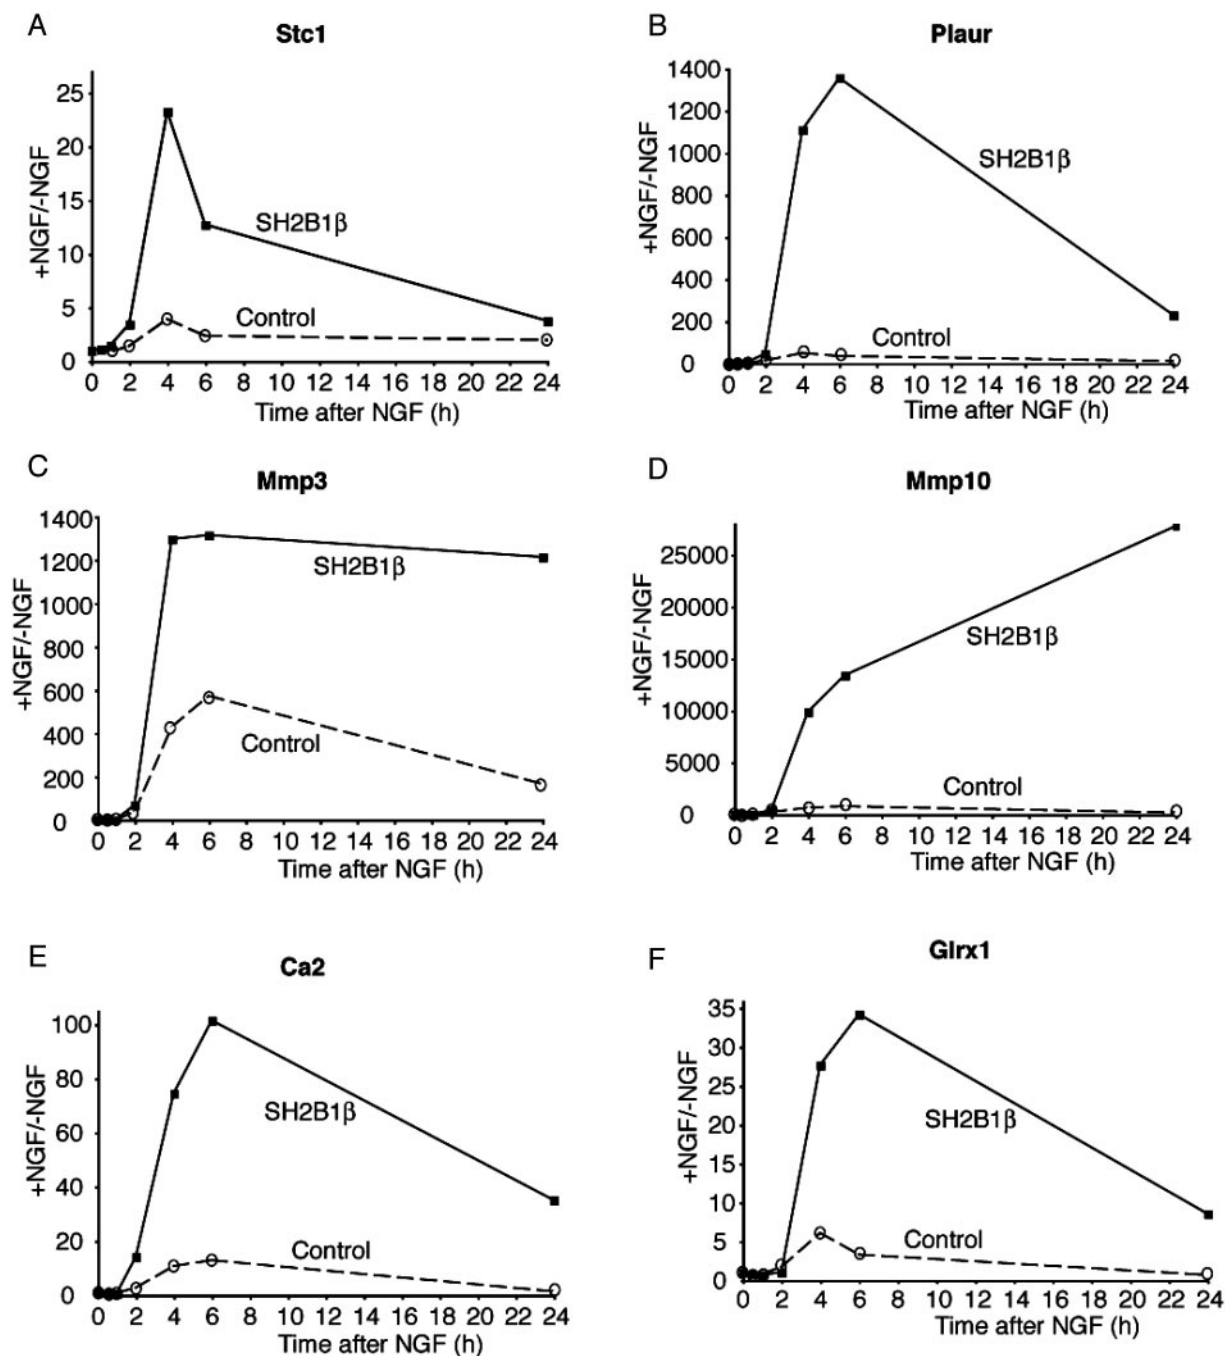 A
Stc1
+NGF/-NGF
25
20
15
10
5
0
SH2B1β
Control
0 2 4 6 8 10 12 14 16 18 20 22 24
Time after NGF (h)
B
Plaur
+NGF/-NGF
1400
1200
1000
800
600
400
200
0
SH2B1β
Control
0 2 4 6 8 10 12 14 16 18 20 22 24
Time after NGF (h)
C
Mmp3
+NGF/-NGF
1400
1200
1000
800
600
400
200
0
SH2B1β
Control
0 2 4 6 8 10 12 14 16 18 20 22 24
Time after NGF (h)
D
Mmp10
+NGF/-NGF
25000
20000
15000
10000
5000
0
SH2B1β
Control
0 2 4 6 8 10 12 14 16 18 20 22 24
Time after NGF (h)
E
Ca2
+NGF/-NGF
100
80
60
40
20
0
SH2B1β
Control
0 2 4 6 8 10 12 14 16 18 20 22 24
Time after NGF (h)
F
Glrx1
+NGF/-NGF
35
30
25
20
15
10
5
0
SH2B1β
Control
0 2 4 6 8 10 12 14 16 18 20 22 24
Time after NGF (h)